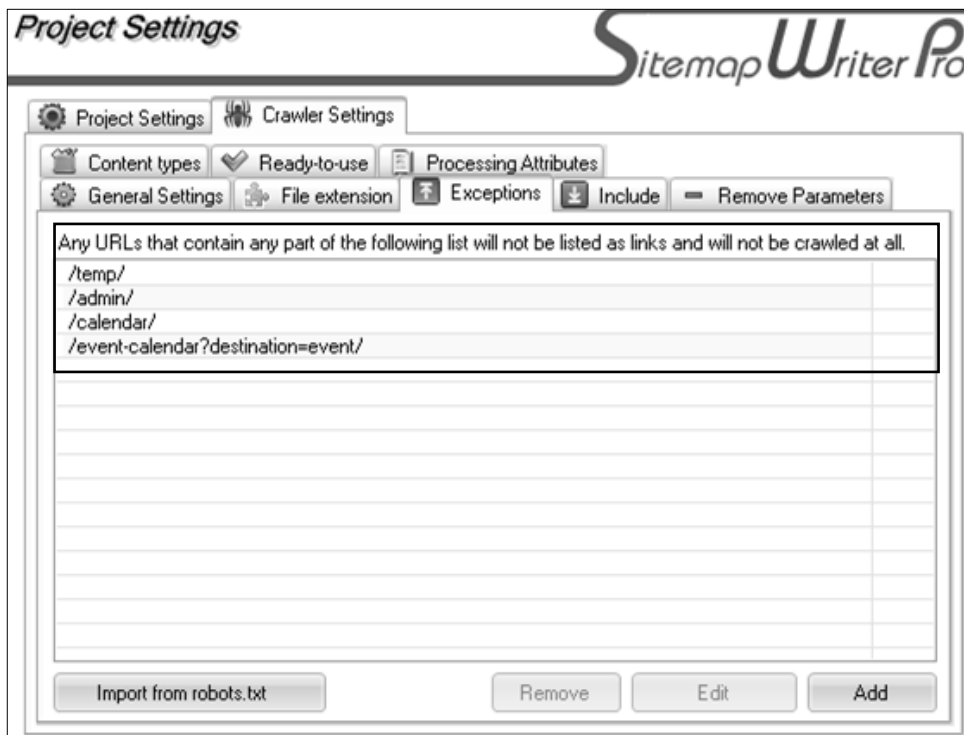 Project Settings
Sitemap Writer Pro
Project Settings Crawler Settings
Content types Ready-to-use Processing Attributes
General Settings File extension Exceptions Include Remove Parameters
Any URLs that contain any part of the following list will not be listed as links and will not be crawled at all.
/temp/
/admin/
/calendar/
/event-calendar?destination=event/
Import from robots.txt Remove Edit Add